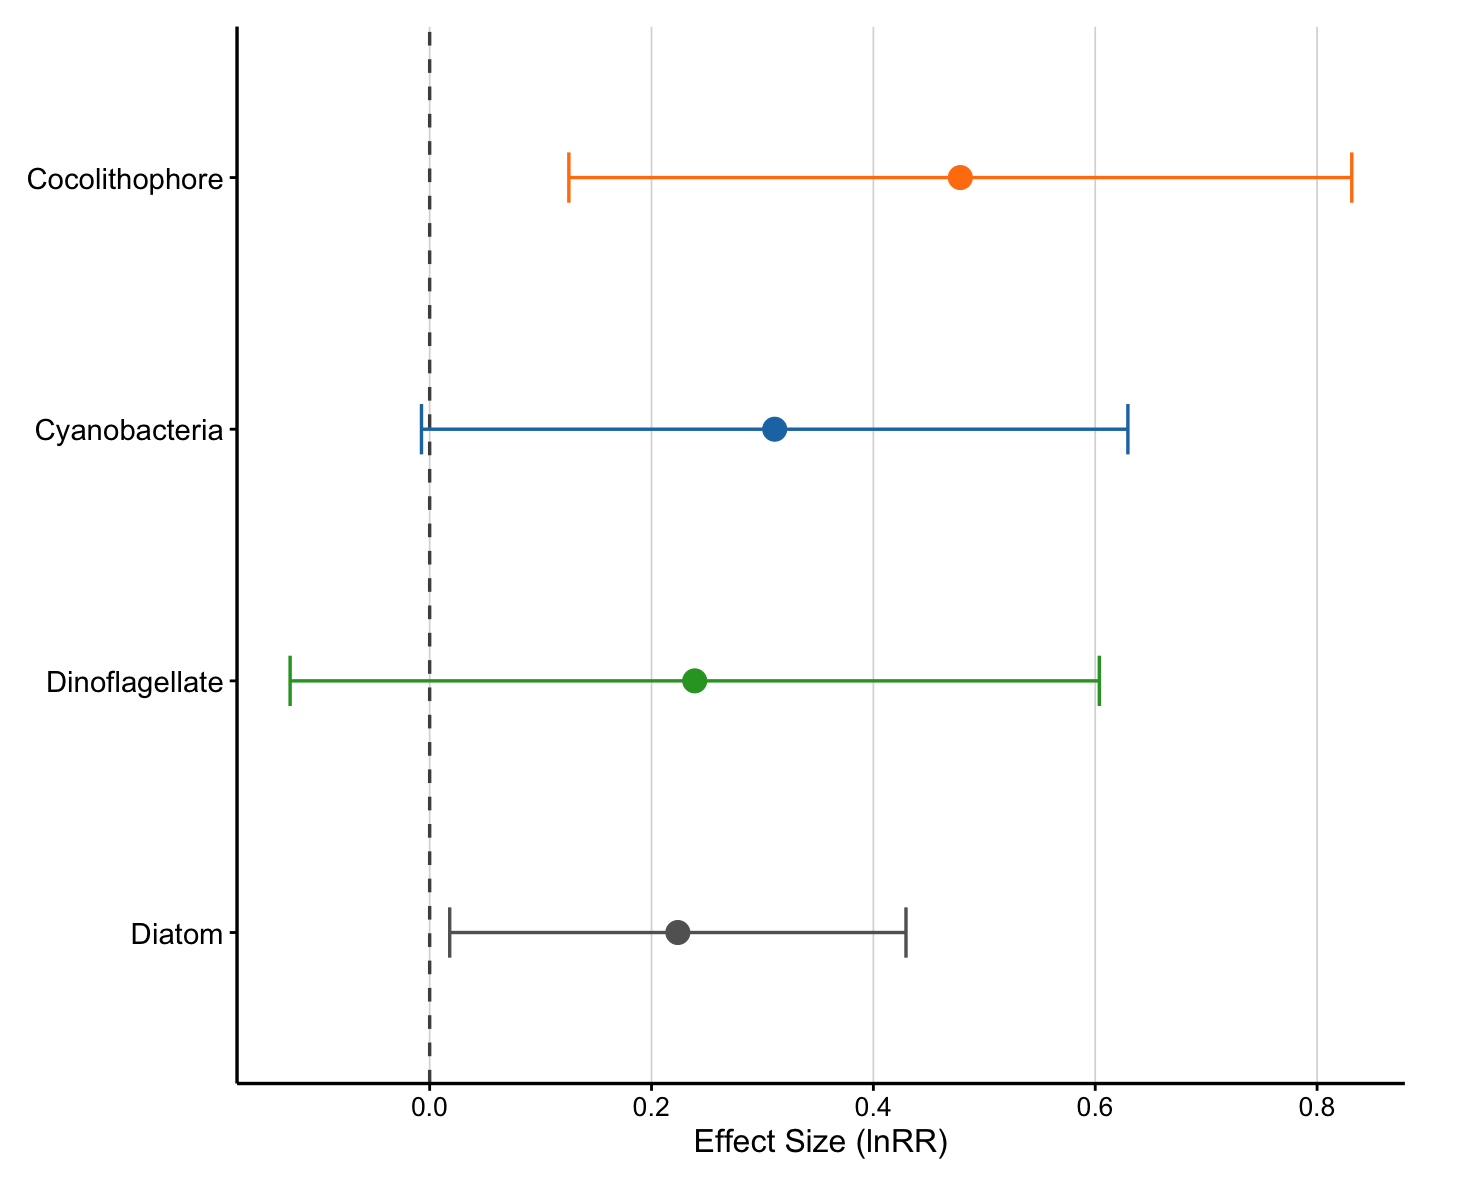 Cocolithophore
Cyanobacteria
Dinoflagellate
Diatom
0.0 0.2 0.4 0.6 0.8
Effect Size (lnRR)